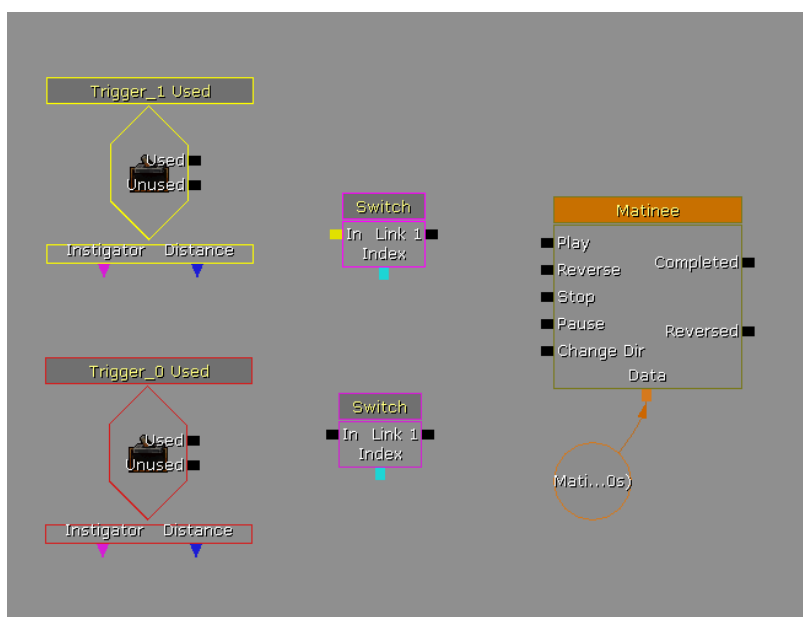 Trigger_1 Used
Used
Unused
Instigator Distance
Switch
In Link 1
Index
Matinee
Play
Reverse
Stop
Pause
Change Dir
Completed
Reversed
Data
Mati...0s)
Trigger_0 Used
Used
Unused
Instigator Distance
Switch
In Link 1
Index